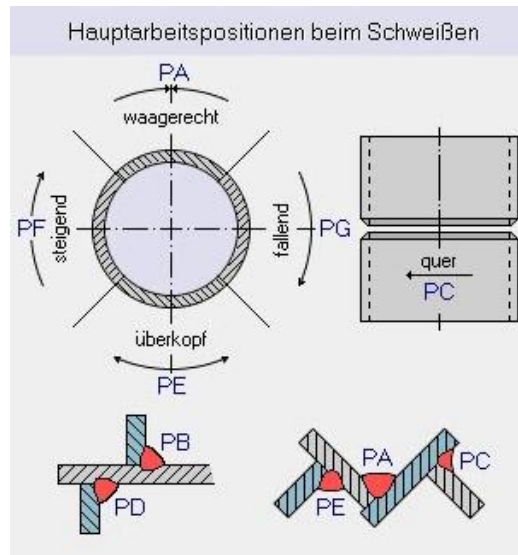 Hauptarbeitspositionen beim Schweißen
PA
waagerecht
PF
steigend
fallend
PG
quer
PC
überkopf
PE
PB
PD
PA
PC
PE